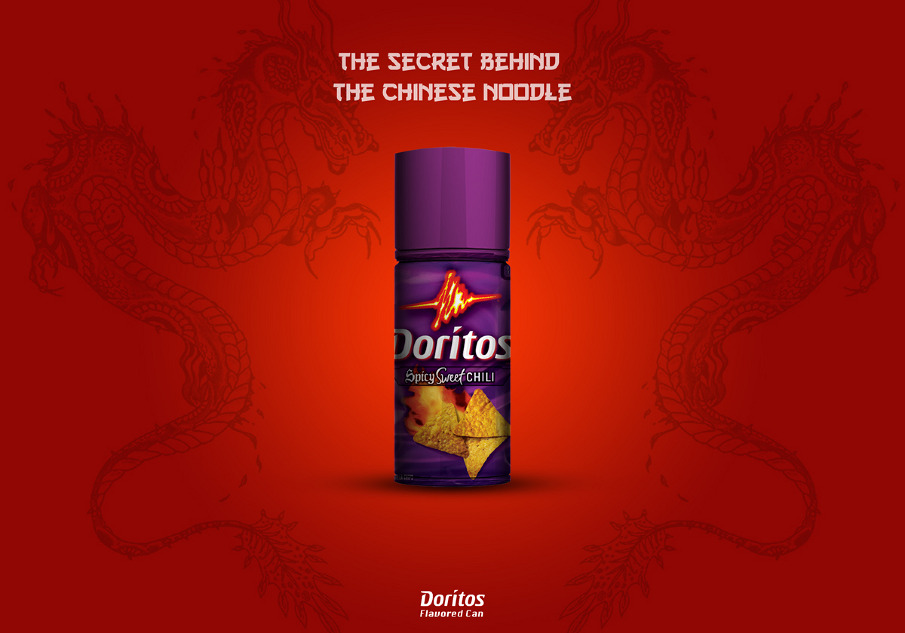 THE SECRET BEHIND
THE CHINESE NOODLE
Doritos
Spicy Sweet CHILI
Doritos
Flavored Can